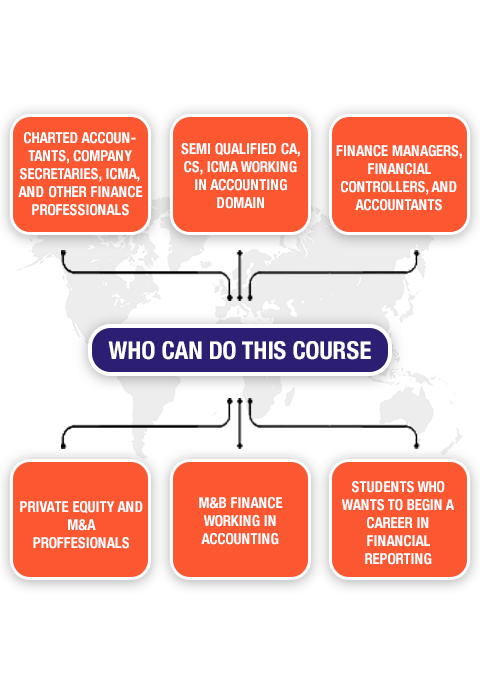 CHARTED ACCOUN-
TANTS, COMPANY
SECRETARIES, ICMA,
AND OTHER FINANCE
PROFESSIONALS
SEMI QUALIFIED CA,
CS, ICMA WORKING
IN ACCOUNTING
DOMAIN
FINANCE MANAGERS,
FINANCIAL
CONTROLLERS, AND
ACCOUNTANTS
WHO CAN DO THIS COURSE
PRIVATE EQUITY AND
M&A
PROFFESIONALS
M&B FINANCE
WORKING IN
ACCOUNTING
STUDENTS WHO
WANTS TO BEGIN A
CAREER IN
FINANCIAL
REPORTING